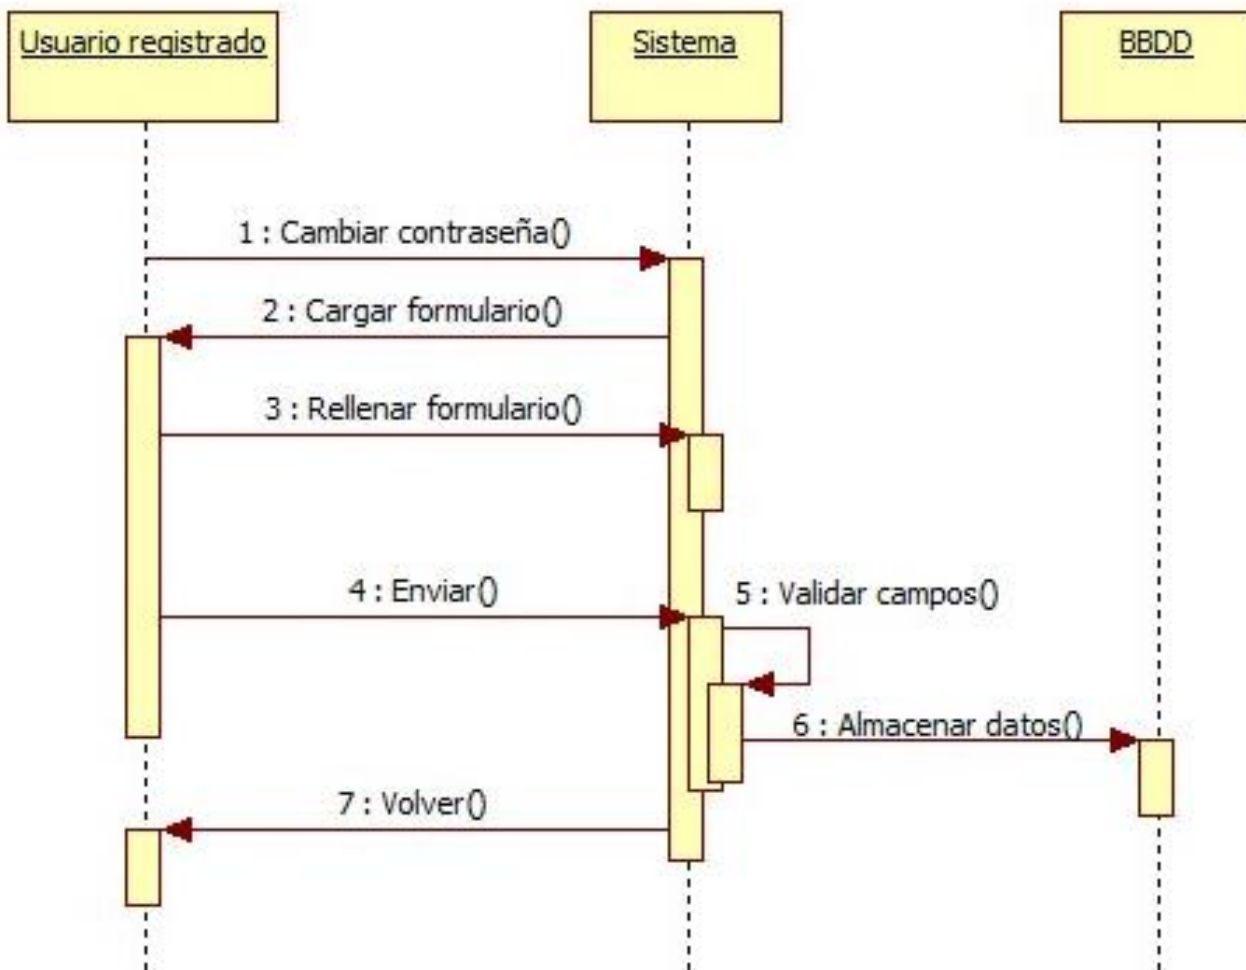 Usuario registrado
Sistema
BBDD
1 : Cambiar contraseña()
2 : Cargar formulario()
3 : Rellenar formulario()
4 : Enviar()
5 : Validar campos()
6 : Almacenar datos()
7 : Volver()